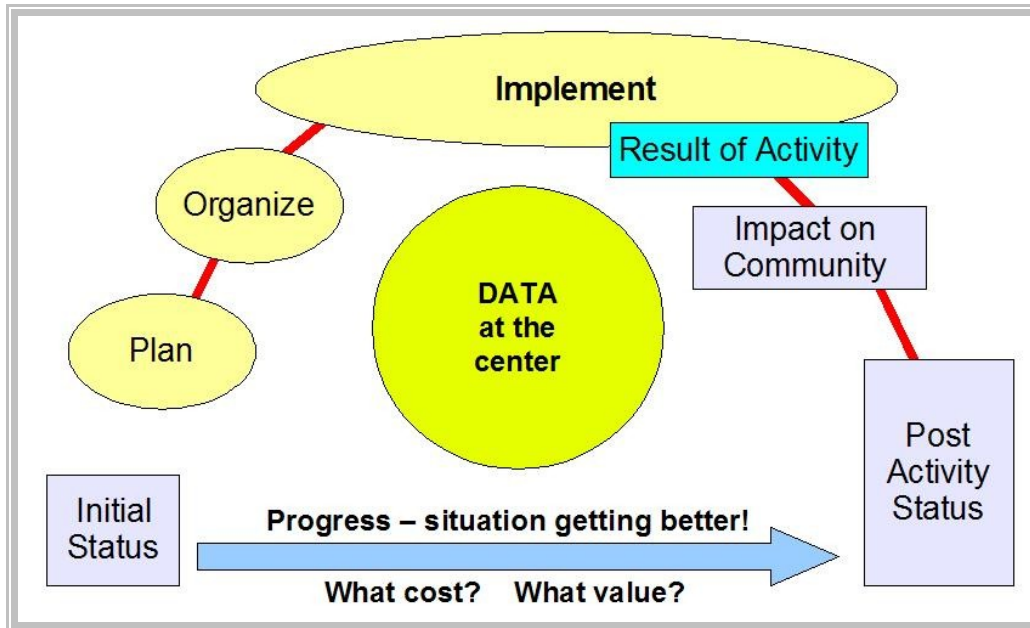 Implement
Result of Activity
Organize
Impact on
Community
DATA
at the
center
Plan
Post
Activity
Status
Initial
Status
Progress – situation getting better!
What cost? What value?